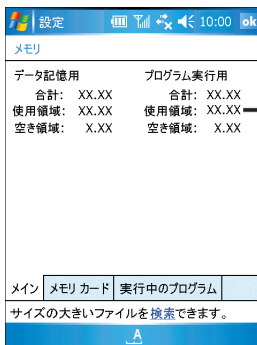 設定 10:00 ok
メモリ
データ記憶用 プログラム実行用
合計: XX.XX 合計: XX.XX
使用領域: XX.XX 使用領域: XX.XX
空き領域: X.XX 空き領域: X.XX
メイン メモリ カード 実行中のプログラム
サイズの大きいファイルを検索できます。
A